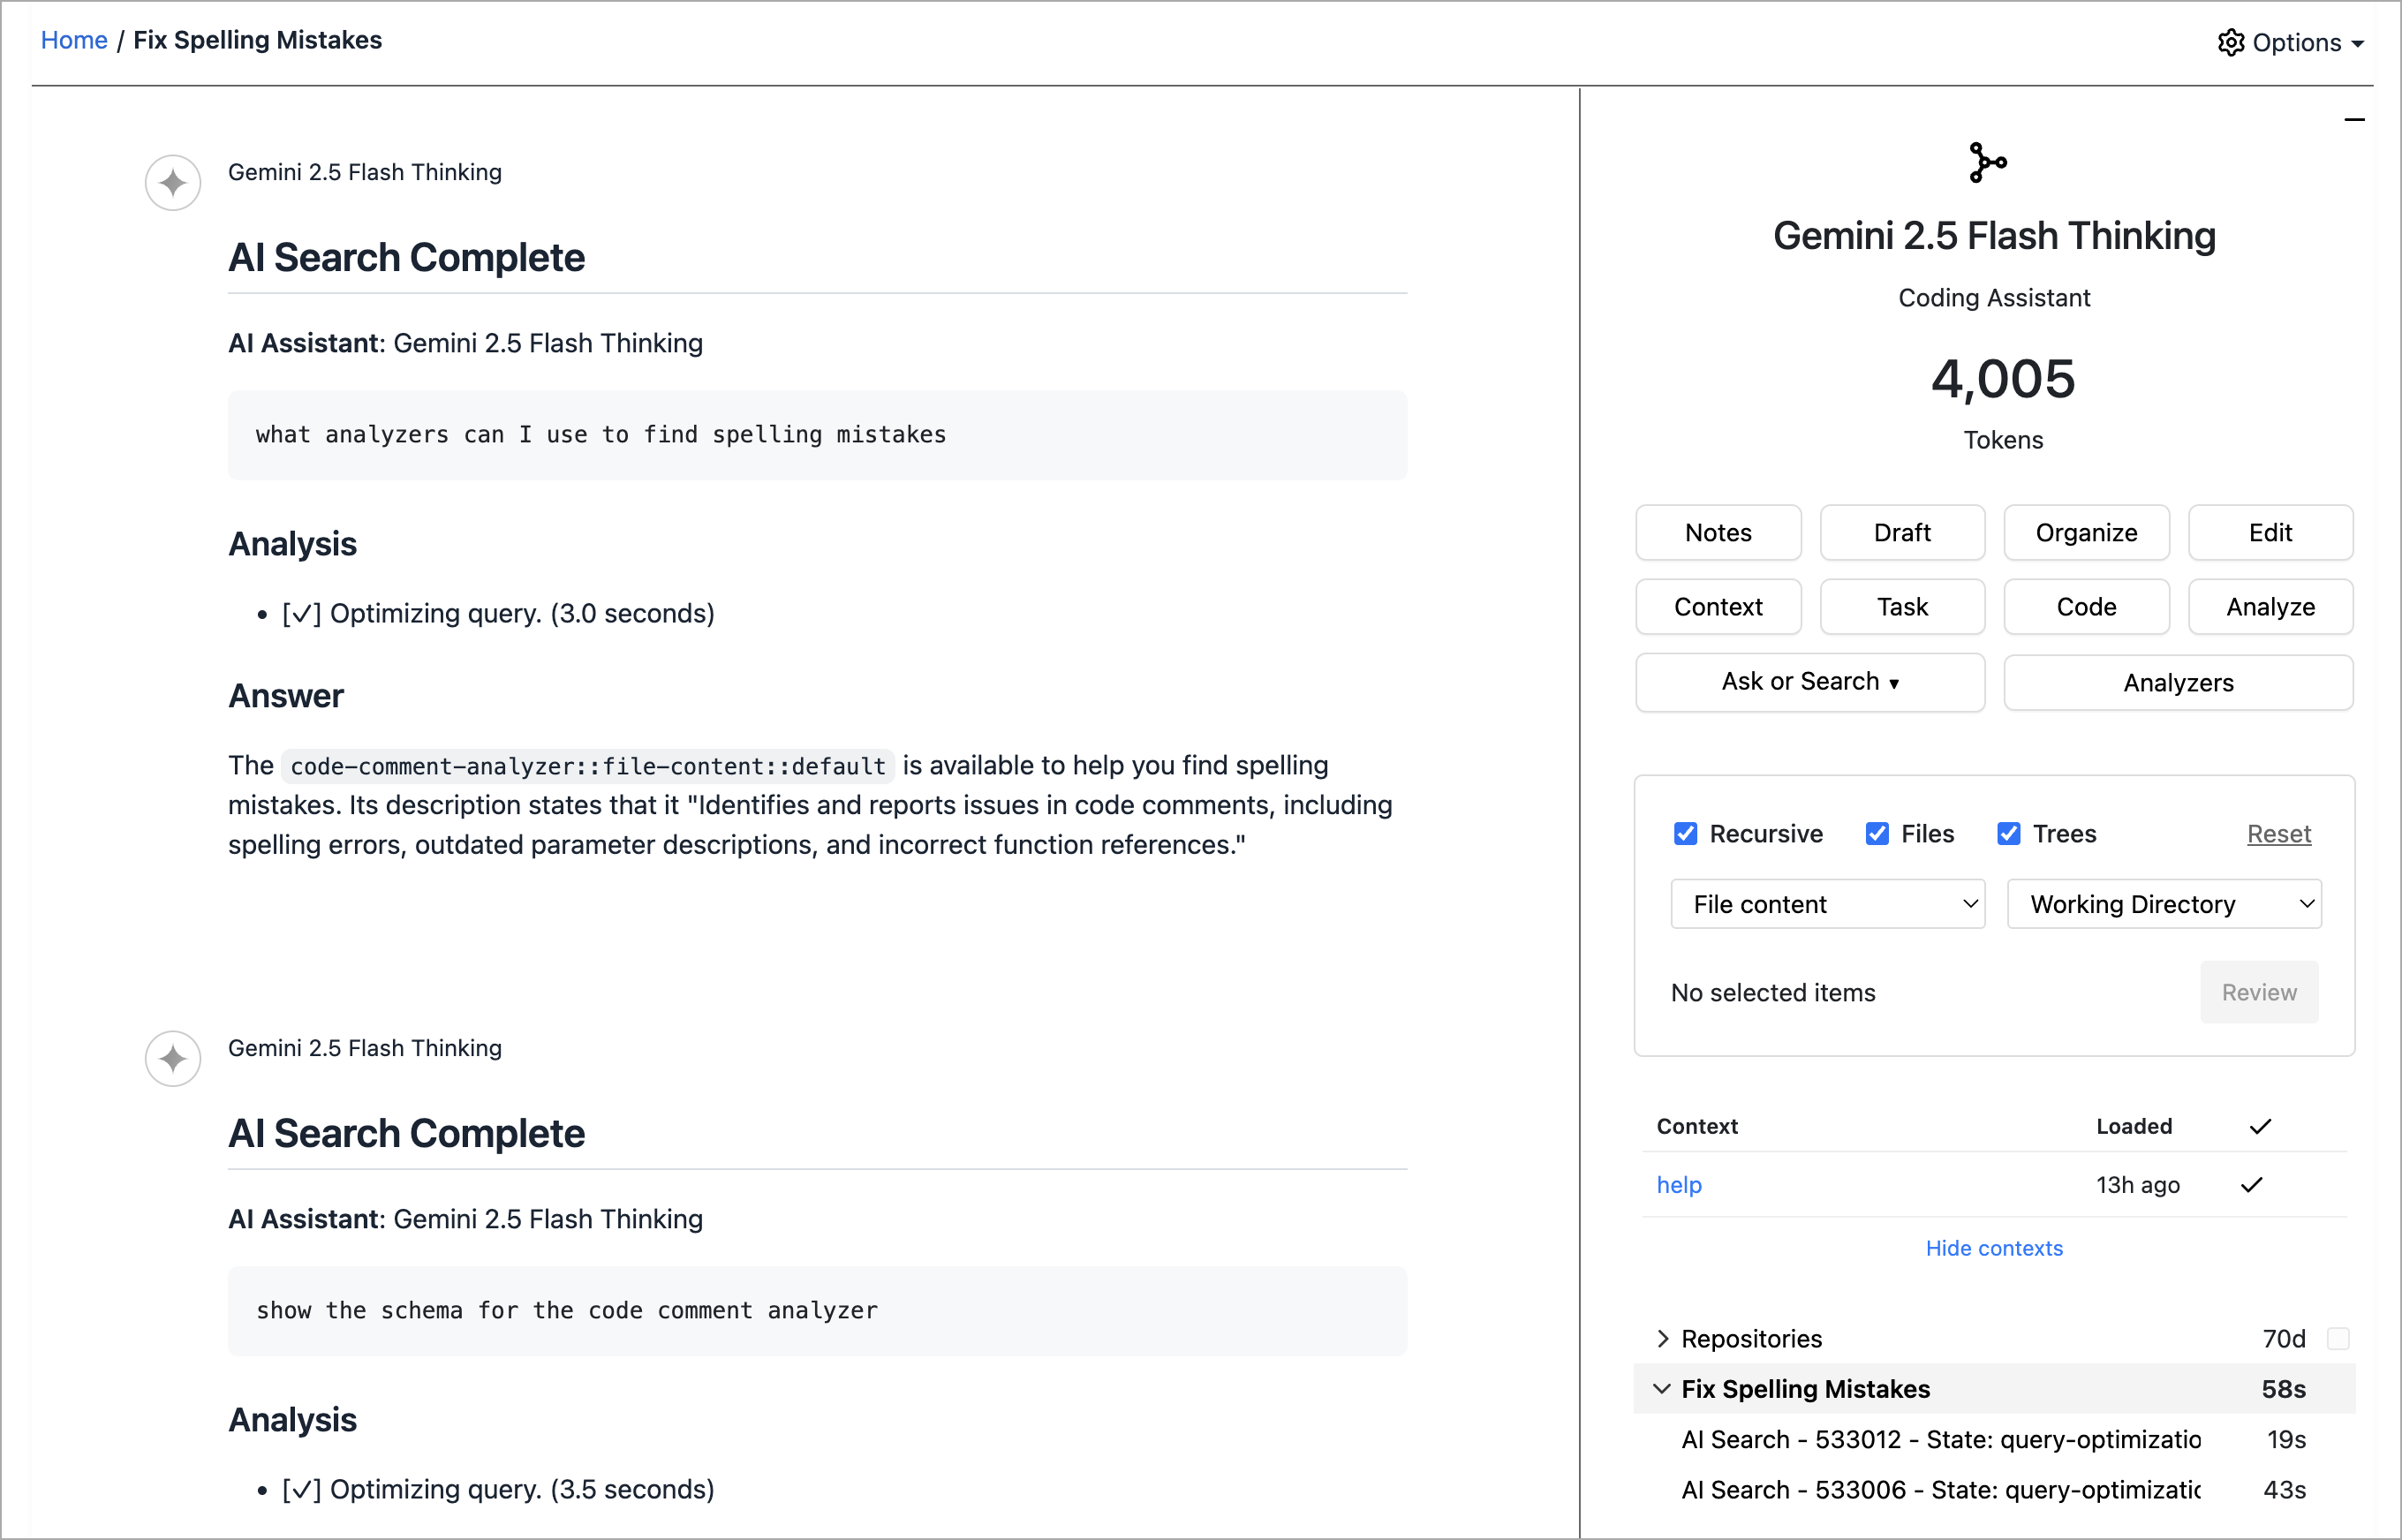 Home / Fix Spelling Mistakes
Options
Gemini 2.5 Flash Thinking
AI Search Complete
AI Assistant: Gemini 2.5 Flash Thinking
what analyzers can I use to find spelling mistakes
Analysis
• [✓] Optimizing query. (3.0 seconds)
Answer
The code-comment-analyzer::file-content::default is available to help you find spelling
mistakes. Its description states that it "Identifies and reports issues in code comments, including
spelling errors, outdated parameter descriptions, and incorrect function references."
Gemini 2.5 Flash Thinking
AI Search Complete
AI Assistant: Gemini 2.5 Flash Thinking
show the schema for the code comment analyzer
Analysis
• [✓] Optimizing query. (3.5 seconds)
Gemini 2.5 Flash Thinking
Coding Assistant
4,005
Tokens
Notes Draft Organize Edit
Context Task Code Analyze
Ask or Search ▾ Analyzers
Recursive Files Trees Reset
File content Working Directory
No selected items Review
Context Loaded ✓
help 13h ago ✓
Hide contexts
Repositories 70d
Fix Spelling Mistakes 58s
AI Search - 533012 - State: query-optimizatio 19s
AI Search - 533006 - State: query-optimizatic 43s